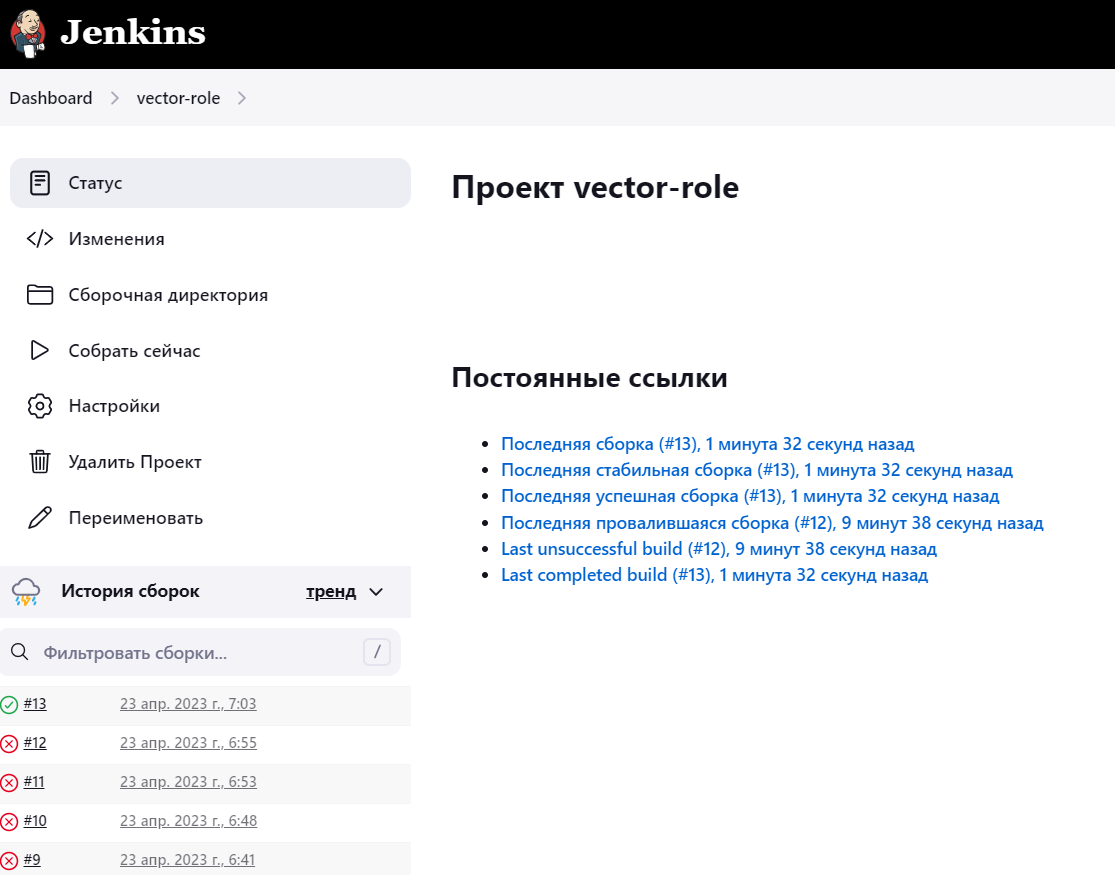 Jenkins
Dashboard
vector-role
Статус
Изменения
Сборочная директория
Собрать сейчас
Настройки
Удалить Проект
Переименовать
История сборок
тренд
Фильтровать сборки...
/
#13 23 апр. 2023 г., 7:03
#12 23 апр. 2023 г., 6:55
#11 23 апр. 2023 г., 6:53
#10 23 апр. 2023 г., 6:48
#9 23 апр. 2023 г., 6:41
Проект vector-role
Постоянные ссылки
Последняя сборка (#13), 1 минута 32 секунд назад
Последняя стабильная сборка (#13), 1 минута 32 секунд назад
Последняя успешная сборка (#13), 1 минута 32 секунд назад
Последняя провалившаяся сборка (#12), 9 минут 38 секунд назад
Last unsuccessful build (#12), 9 минут 38 секунд назад
Last completed build (#13), 1 минута 32 секунд назад